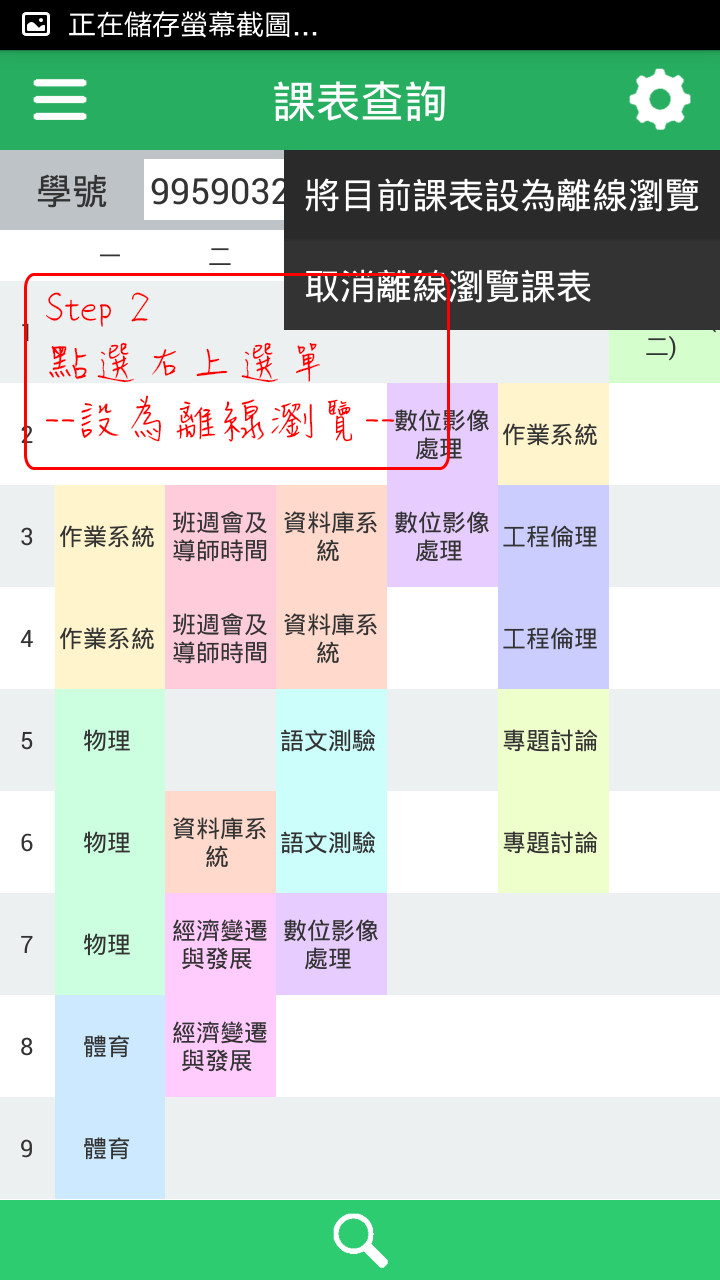 正在儲存螢幕截圖...
課表查詢
學號 9959032
將目前課表設為離線瀏覽
取消離線瀏覽課表
一 二
Step 2
點選右上選單
--設為離線瀏覽--
1 二)
2 數位影像處理 作業系統
3 作業系統 班週會及導師時間 資料庫系統 數位影像處理 工程倫理
4 作業系統 班週會及導師時間 資料庫系統 工程倫理
5 物理 語文測驗 專題討論
6 物理 資料庫系統 語文測驗 專題討論
7 物理 經濟變遷與發展 數位影像處理
8 體育 經濟變遷與發展
9 體育